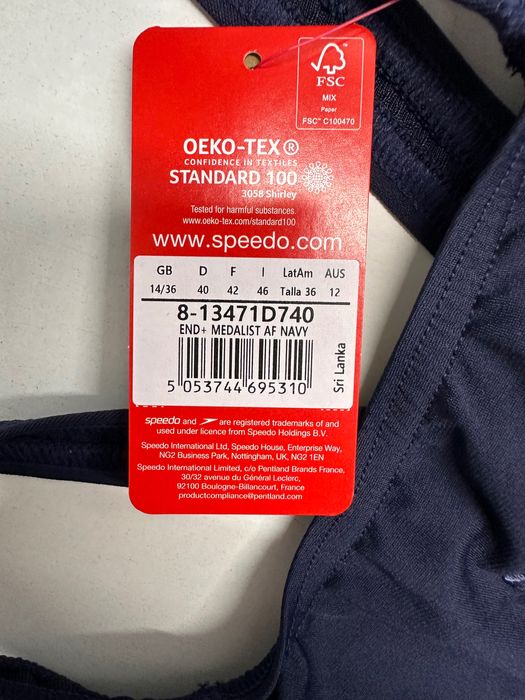 FSC
MIX
Paper
FSC™ C100470
OEKO-TEX®
CONFIDENCE IN TEXTILES
STANDARD 100
3058 Shirley
Tested for harmful substances.
www.oeko-tex.com/standard100
www.speedo.com
GB D F I LatAm AUS
14/36 40 42 46 Talla 36 12
8-13471D740
END+ MEDALIST AF NAVY
5 053744 695310
Sri Lanka
speedo and are registered trademarks of and
used under licence from Speedo Holdings B.V.
Speedo International Ltd, Speedo House, Enterprise Way,
NG2 Business Park, Nottingham, UK, NG2 1EN
Speedo International Limited, c/o Pentland Brands France,
30/32 avenue du Général Leclerc,
92100 Boulogne-Billancourt, France
productcompliance@pentland.com